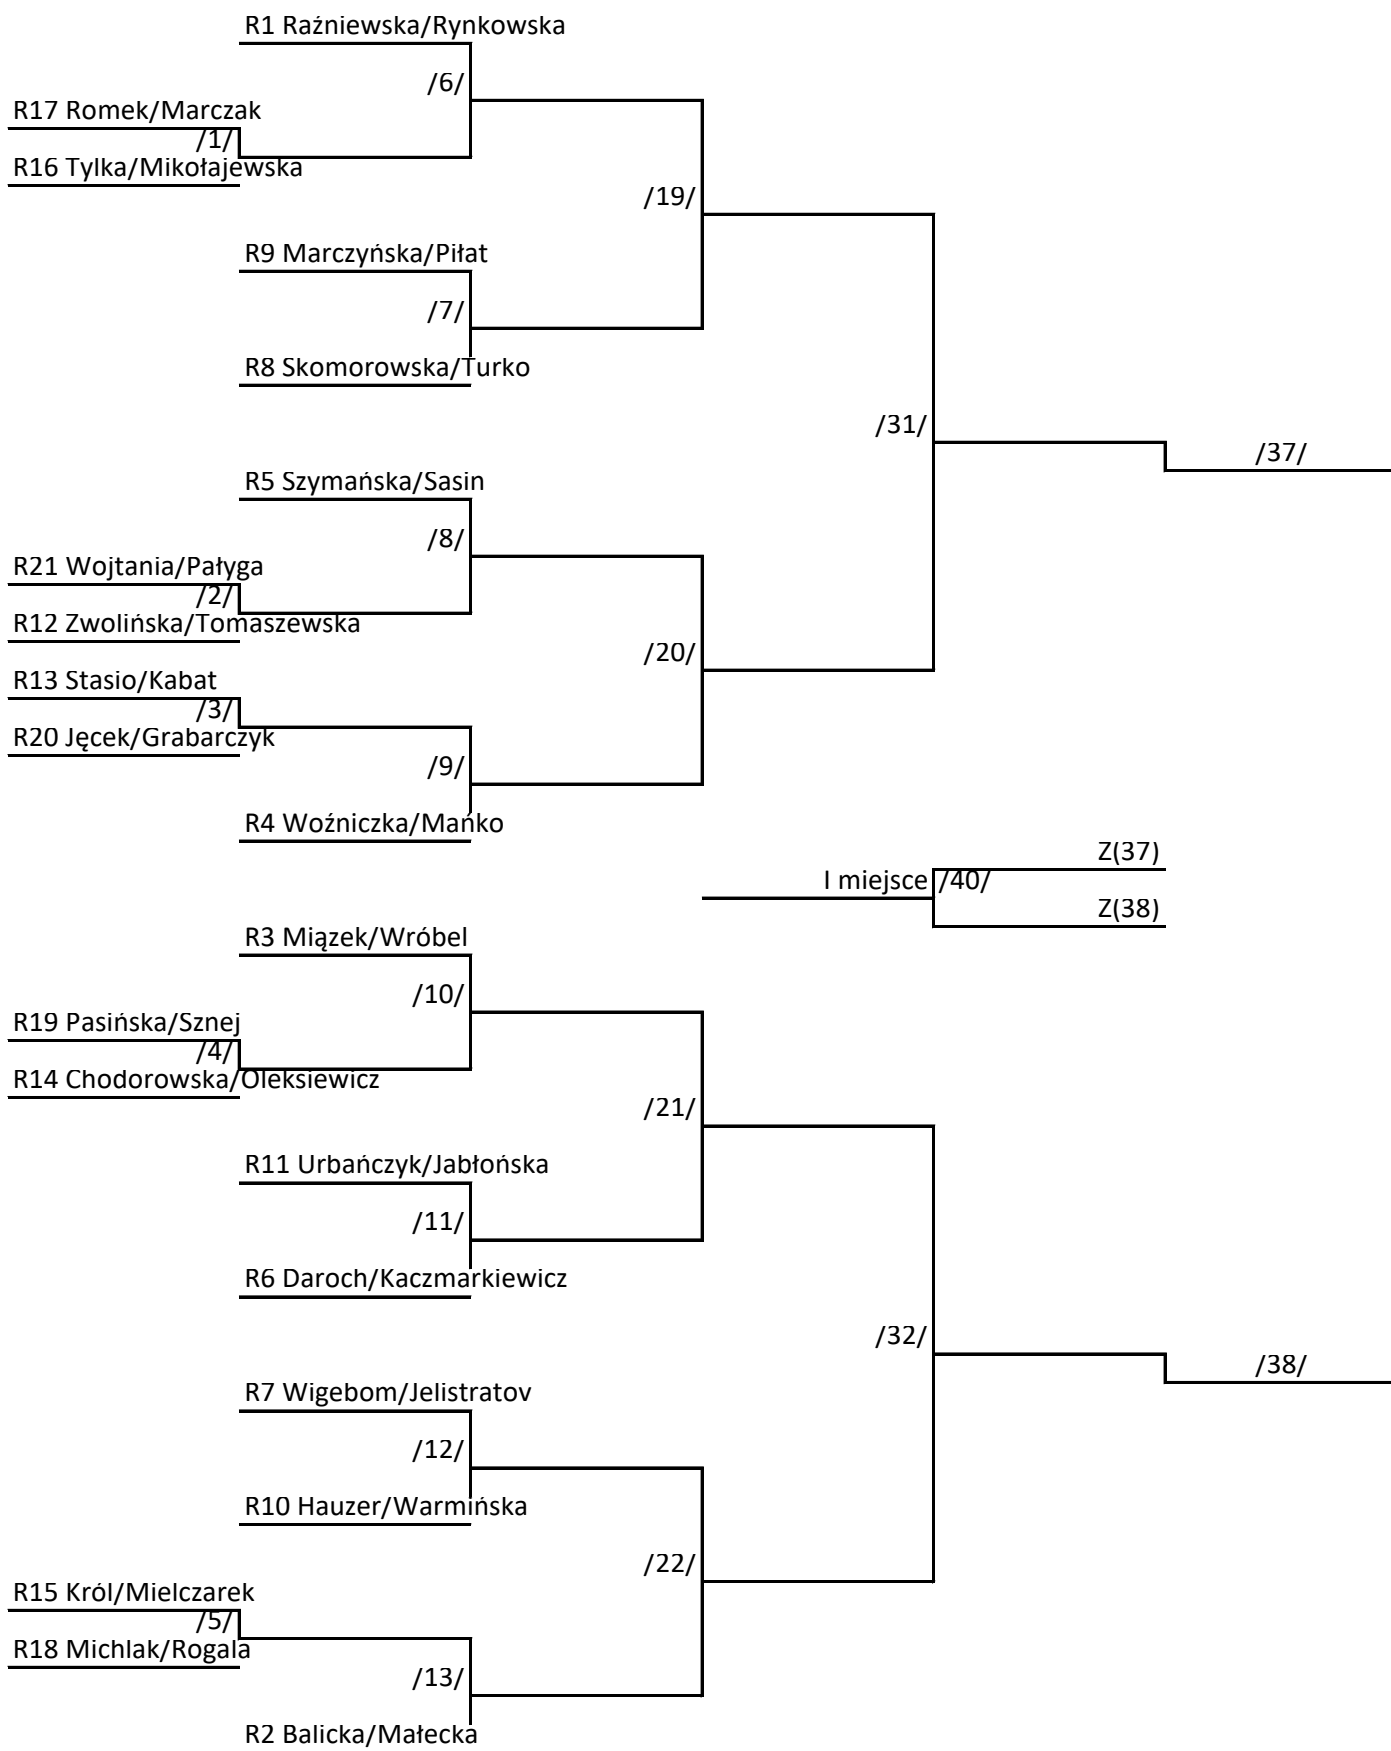 R1 Raźniewska/Rynkowska
/6/
R17 Romek/Marczak
/1/
R16 Tylka/Mikołajewska
/19/
R9 Marczyńska/Piłat
/7/
R8 Skomorowska/Turko
/31/
/37/
R5 Szymańska/Sasin
/8/
R21 Wojtania/Pałyga
/2/
R12 Zwolińska/Tomaszewska
/20/
R13 Stasio/Kabat
/3/
R20 Jęcek/Grabarczyk
/9/
R4 Woźniczka/Mańko
Z(37)
I miejsce /40/
Z(38)
R3 Miązek/Wróbel
/10/
R19 Pasińska/Sznej
/4/
R14 Chodorowska/Oleksiewicz
/21/
R11 Urbańczyk/Jabłońska
/11/
R6 Daroch/Kaczmarkiewicz
/32/
/38/
R7 Wigebom/Jelistratov
/12/
R10 Hauzer/Warmińska
/22/
R15 Król/Mielczarek
/5/
R18 Michlak/Rogala
/13/
R2 Balicka/Małecka